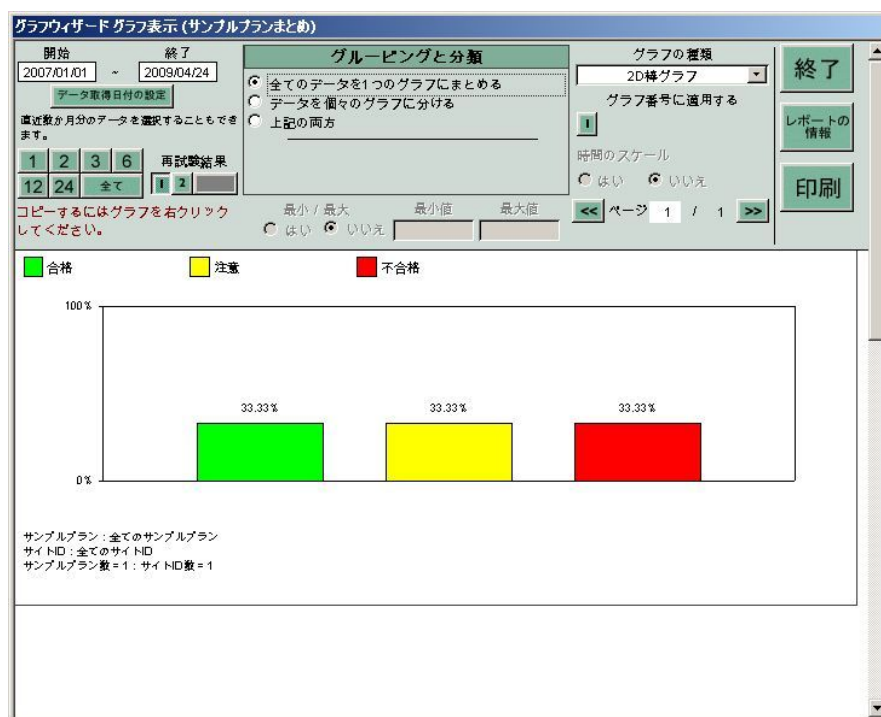 グラフウィザード グラフ表示 (サンプルプランまとめ)
開始 終了
2007/01/01 ~ 2009/04/24
データ取得日付の設定
直近数か月分のデータを選択することもでき
ます。
1 2 3 6 再試験結果
12 24 全て 1 2
コピーするにはグラフを右クリック
してください。
グルーピングと分類
全てのデータを1つのグラフにまとめる
データを個々のグラフに分ける
上記の両方
最小 / 最大 最小値 最大値
はい いいえ
グラフの種類
2D棒グラフ
グラフ番号に適用する
1
時間のスケール
はい いいえ
<< ページ 1 / 1 >>
終了
レポートの
情報
印刷
合格 注意 不合格
100%
33.33% 33.33% 33.33%
0%
サンプルプラン : 全てのサンプルプラン
サイトID : 全てのサイトID
サンプルプラン数 = 1 : サイトID数 = 1